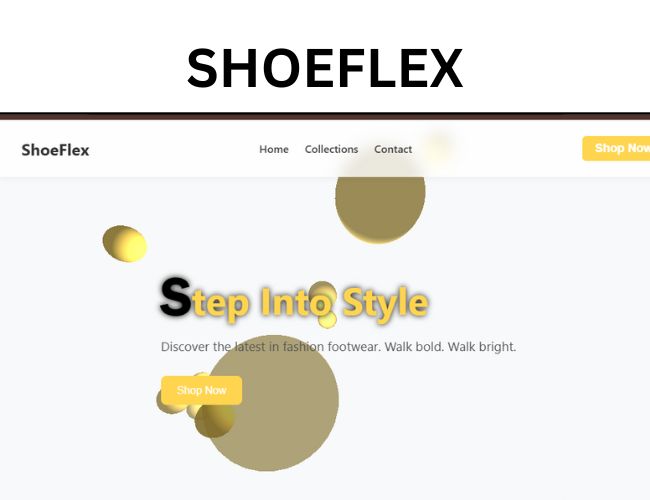 SHOEFLEX
ShoeFlex Home Collections Contact Shop Now
Step Into Style
Discover the latest in fashion footwear. Walk bold. Walk bright.
Shop Now